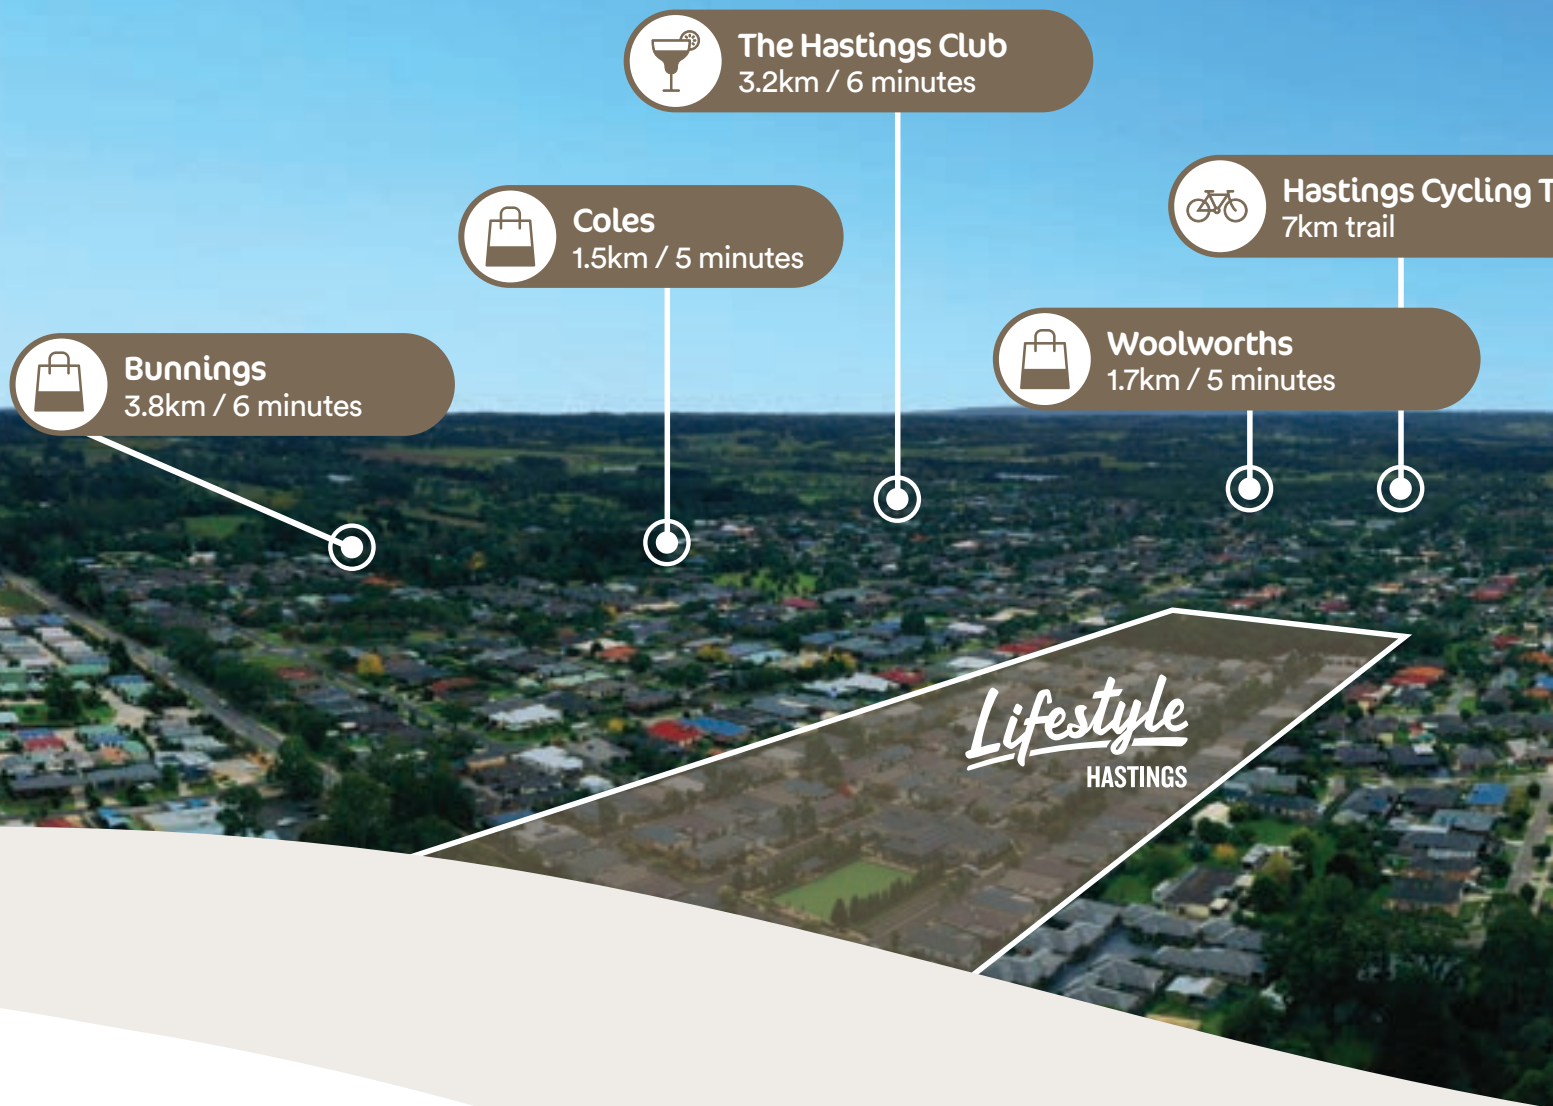 The Hastings Club
3.2km / 6 minutes
Hastings Cycling T
7km trail
Coles
1.5km / 5 minutes
Woolworths
1.7km / 5 minutes
Bunnings
3.8km / 6 minutes
Lifestyle
HASTINGS